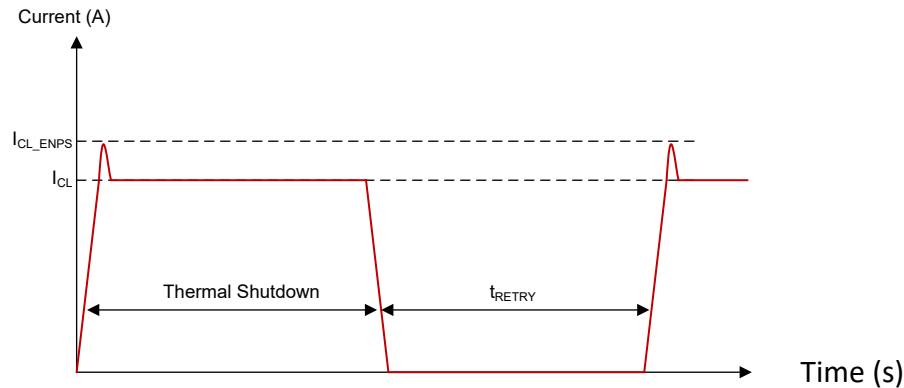 Current (A)
I_CL_ENPS
I_CL
Thermal Shutdown
t_RETRY
Time (s)